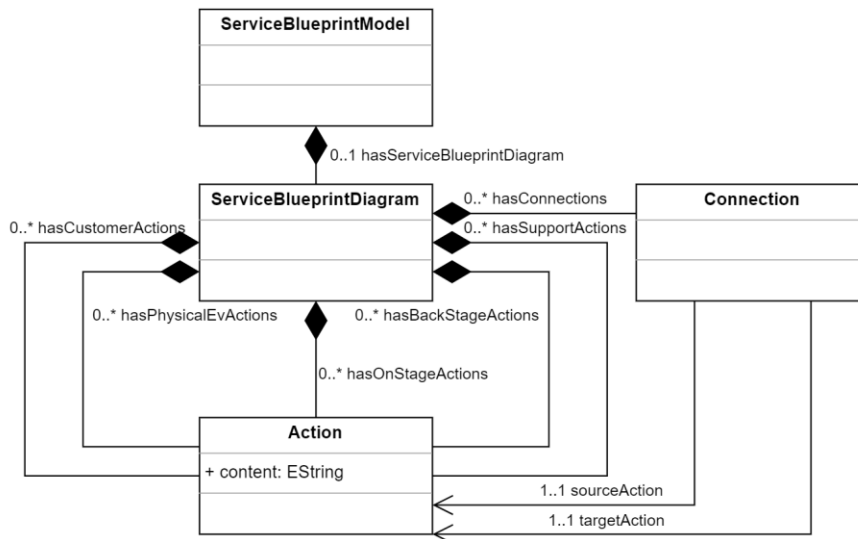 ServiceBlueprintModel
0..1 hasServiceBlueprintDiagram
ServiceBlueprintDiagram
0..* hasConnections
Connection
0..* hasCustomerActions
0..* hasSupportActions
0..* hasPhysicalEvActions
0..* hasBackStageActions
0..* hasOnStageActions
Action
+ content: EString
1..1 sourceAction
1..1 targetAction